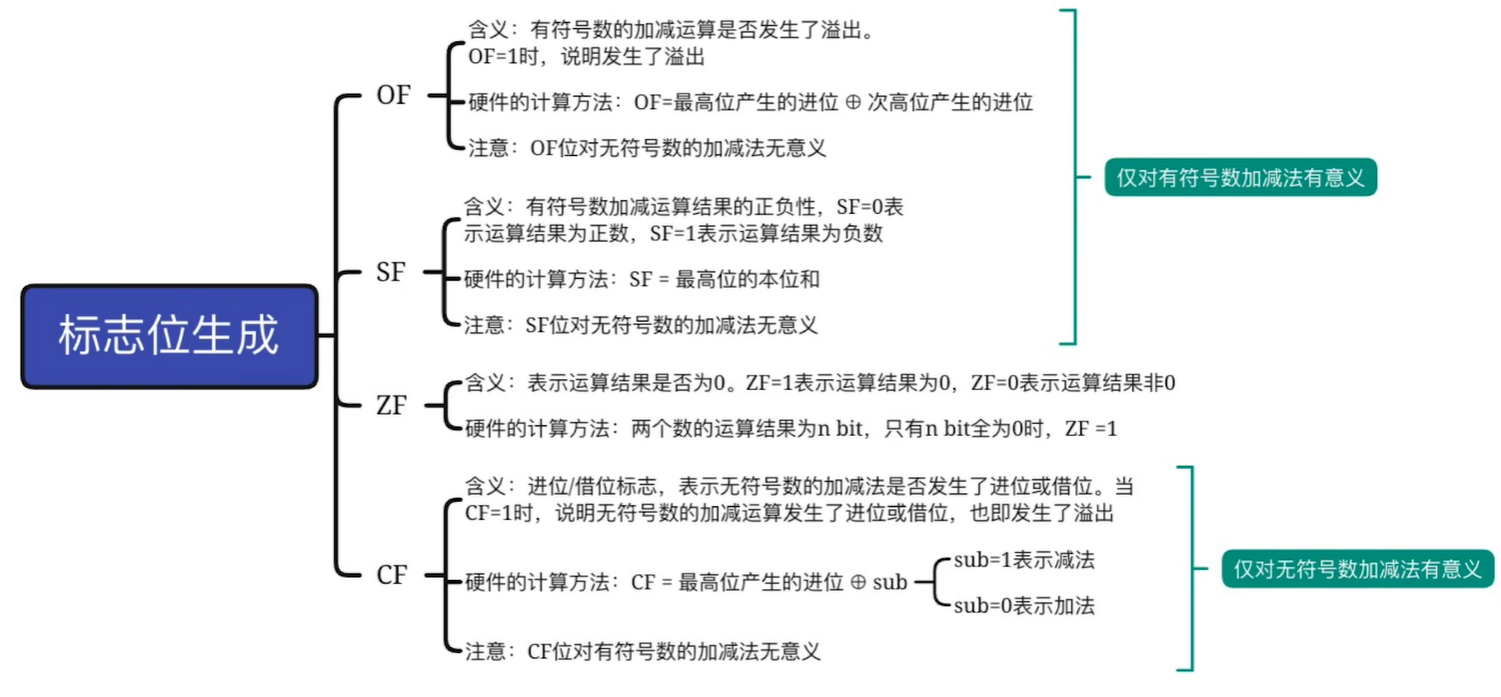 标志位生成
OF
含义：有符号数的加减运算是否发生了溢出。
OF=1时，说明发生了溢出
硬件的计算方法：OF=最高位产生的进位 ⊕ 次高位产生的进位
注意：OF位对无符号数的加减法无意义
SF
含义：有符号数加减运算结果的正负性，SF=0表
示运算结果为正数，SF=1表示运算结果为负数
硬件的计算方法：SF = 最高位的本位和
注意：SF位对无符号数的加减法无意义
仅对有符号数加减法有意义
ZF
含义：表示运算结果是否为0。ZF=1表示运算结果为0，ZF=0表示运算结果非0
硬件的计算方法：两个数的运算结果为n bit，只有n bit全为0时，ZF =1
CF
含义：进位/借位标志，表示无符号数的加减法是否发生了进位或借位。当
CF=1时，说明无符号数的加减运算发生了进位或借位，也即发生了溢出
硬件的计算方法：CF = 最高位产生的进位 ⊕ sub
sub=1表示减法
sub=0表示加法
注意：CF位对有符号数的加减法无意义
仅对无符号数加减法有意义